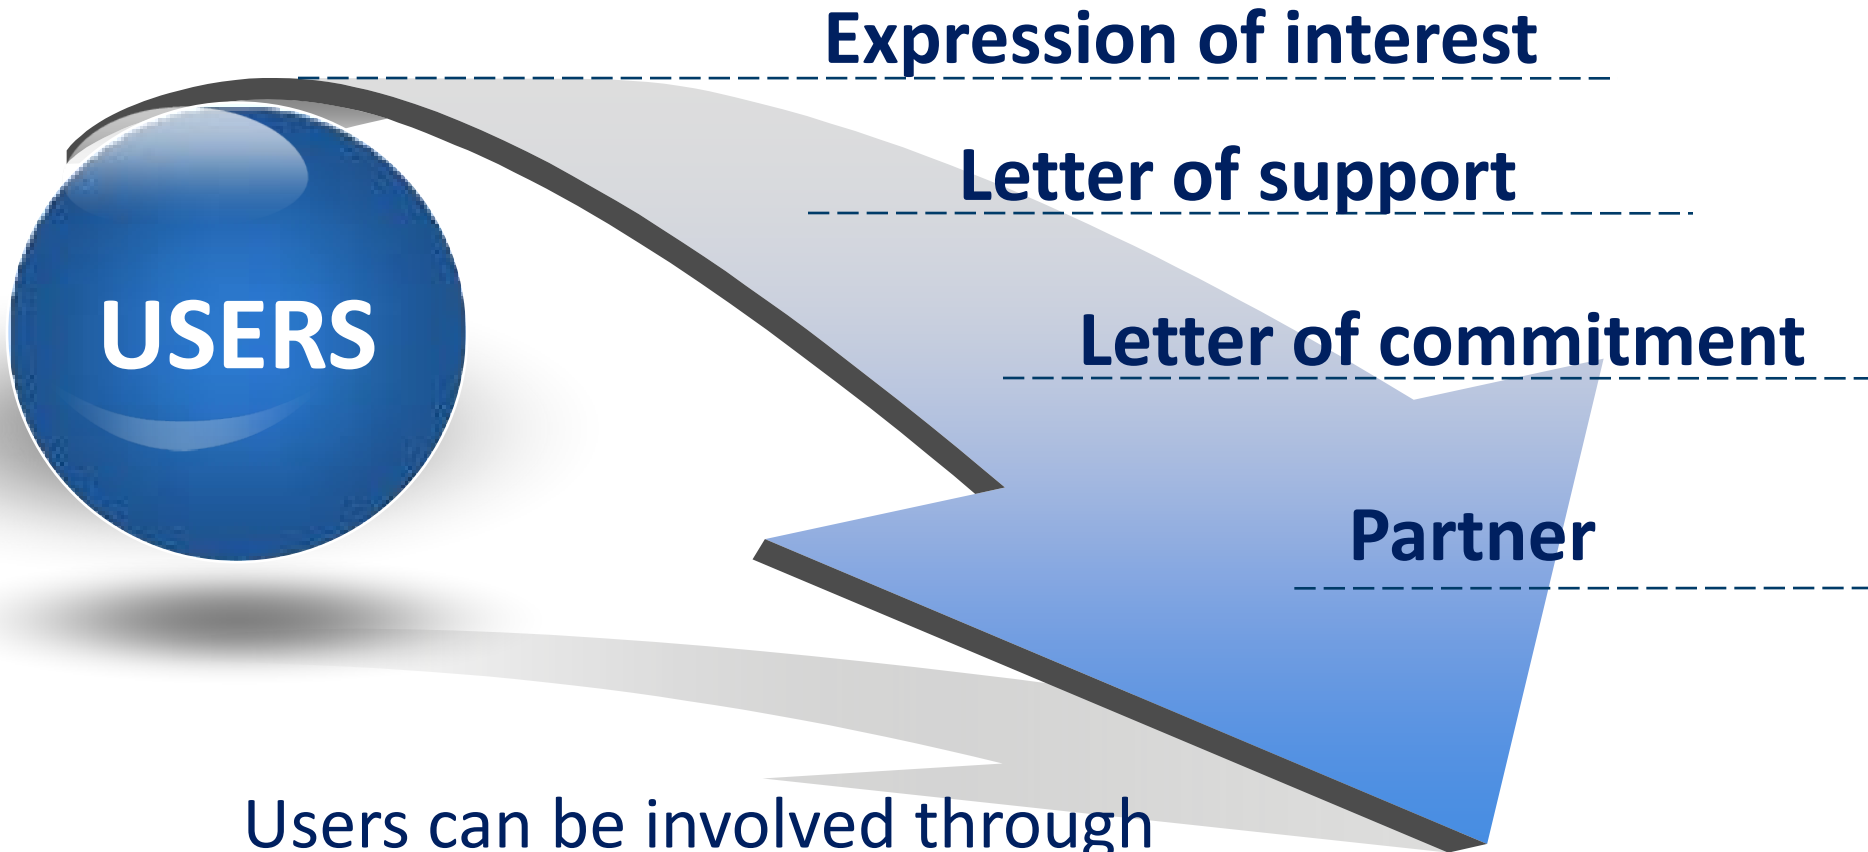 Expression of interest
Letter of support
USERS
Letter of commitment
Partner
Users can be involved through